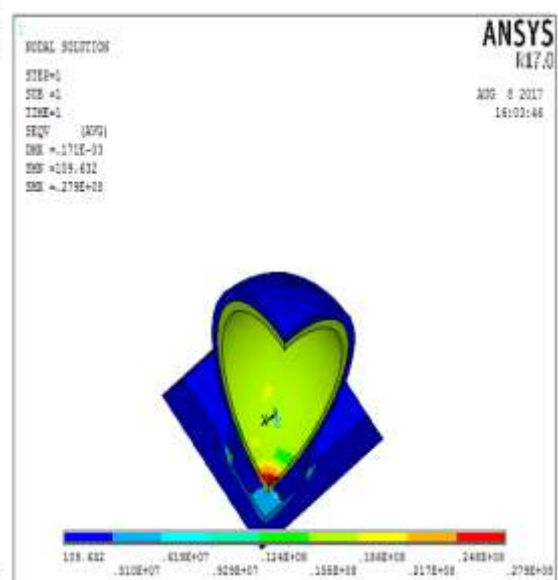 ANSYS
R17.0
NODAL SOLUTION
STEP=1
SUB =1
TIME=1
SEQV (AVG)
DMX =.171E-03
SMN =109.632
SMX =.279E+08
AUG 8 2017
16:03:46
109.632 .619E+07 .124E+08 .186E+08 .248E+08
.310E+07 .929E+07 .155E+08 .217E+08 .279E+08